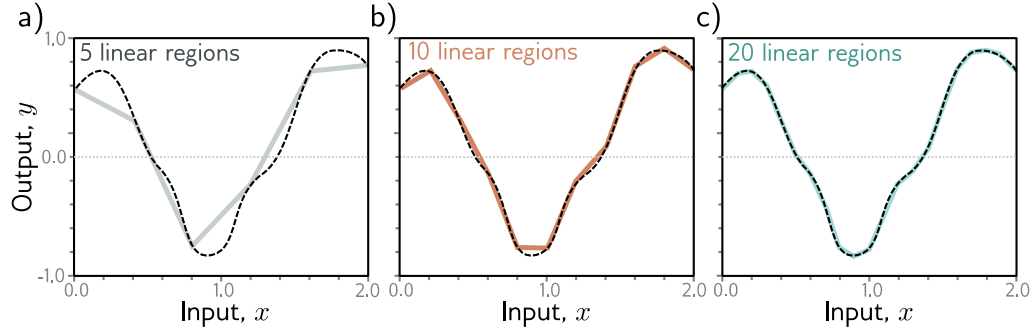 a)
5 linear regions
1.0
0.0
-1.0
Output, y
0.0
1.0
2.0
Input, x
b)
10 linear regions
0.0
1.0
2.0
Input, x
c)
20 linear regions
0.0
1.0
2.0
Input, x